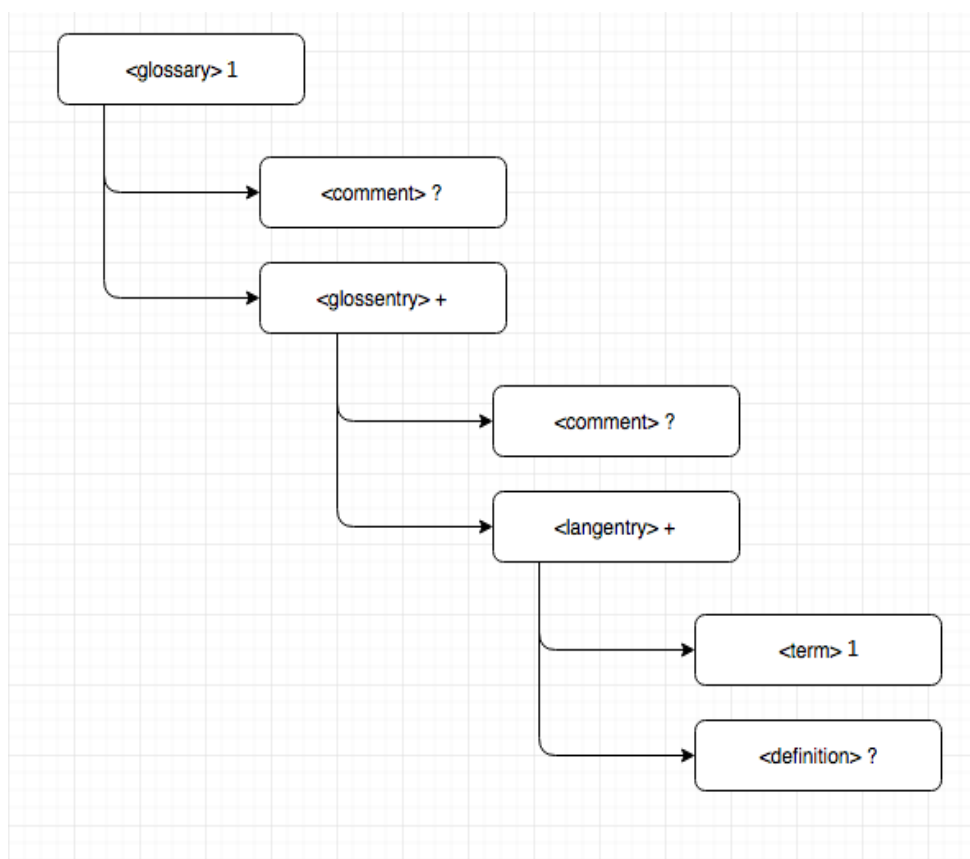 <glossary> 1
<comment> ?
<glossentry> +
<comment> ?
<langentry> +
<term> 1
<definition> ?